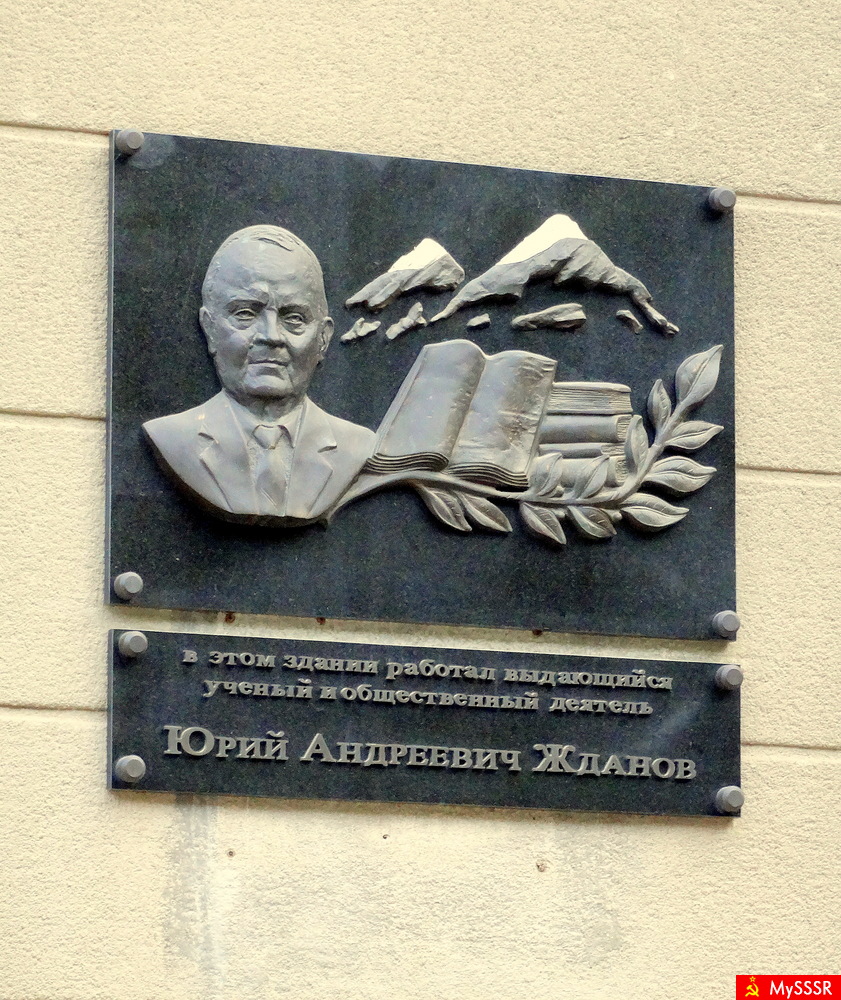 в этом здании работал выдающийся
ученый и общественный деятель
Юрий Андреевич Жданов
MySSSR